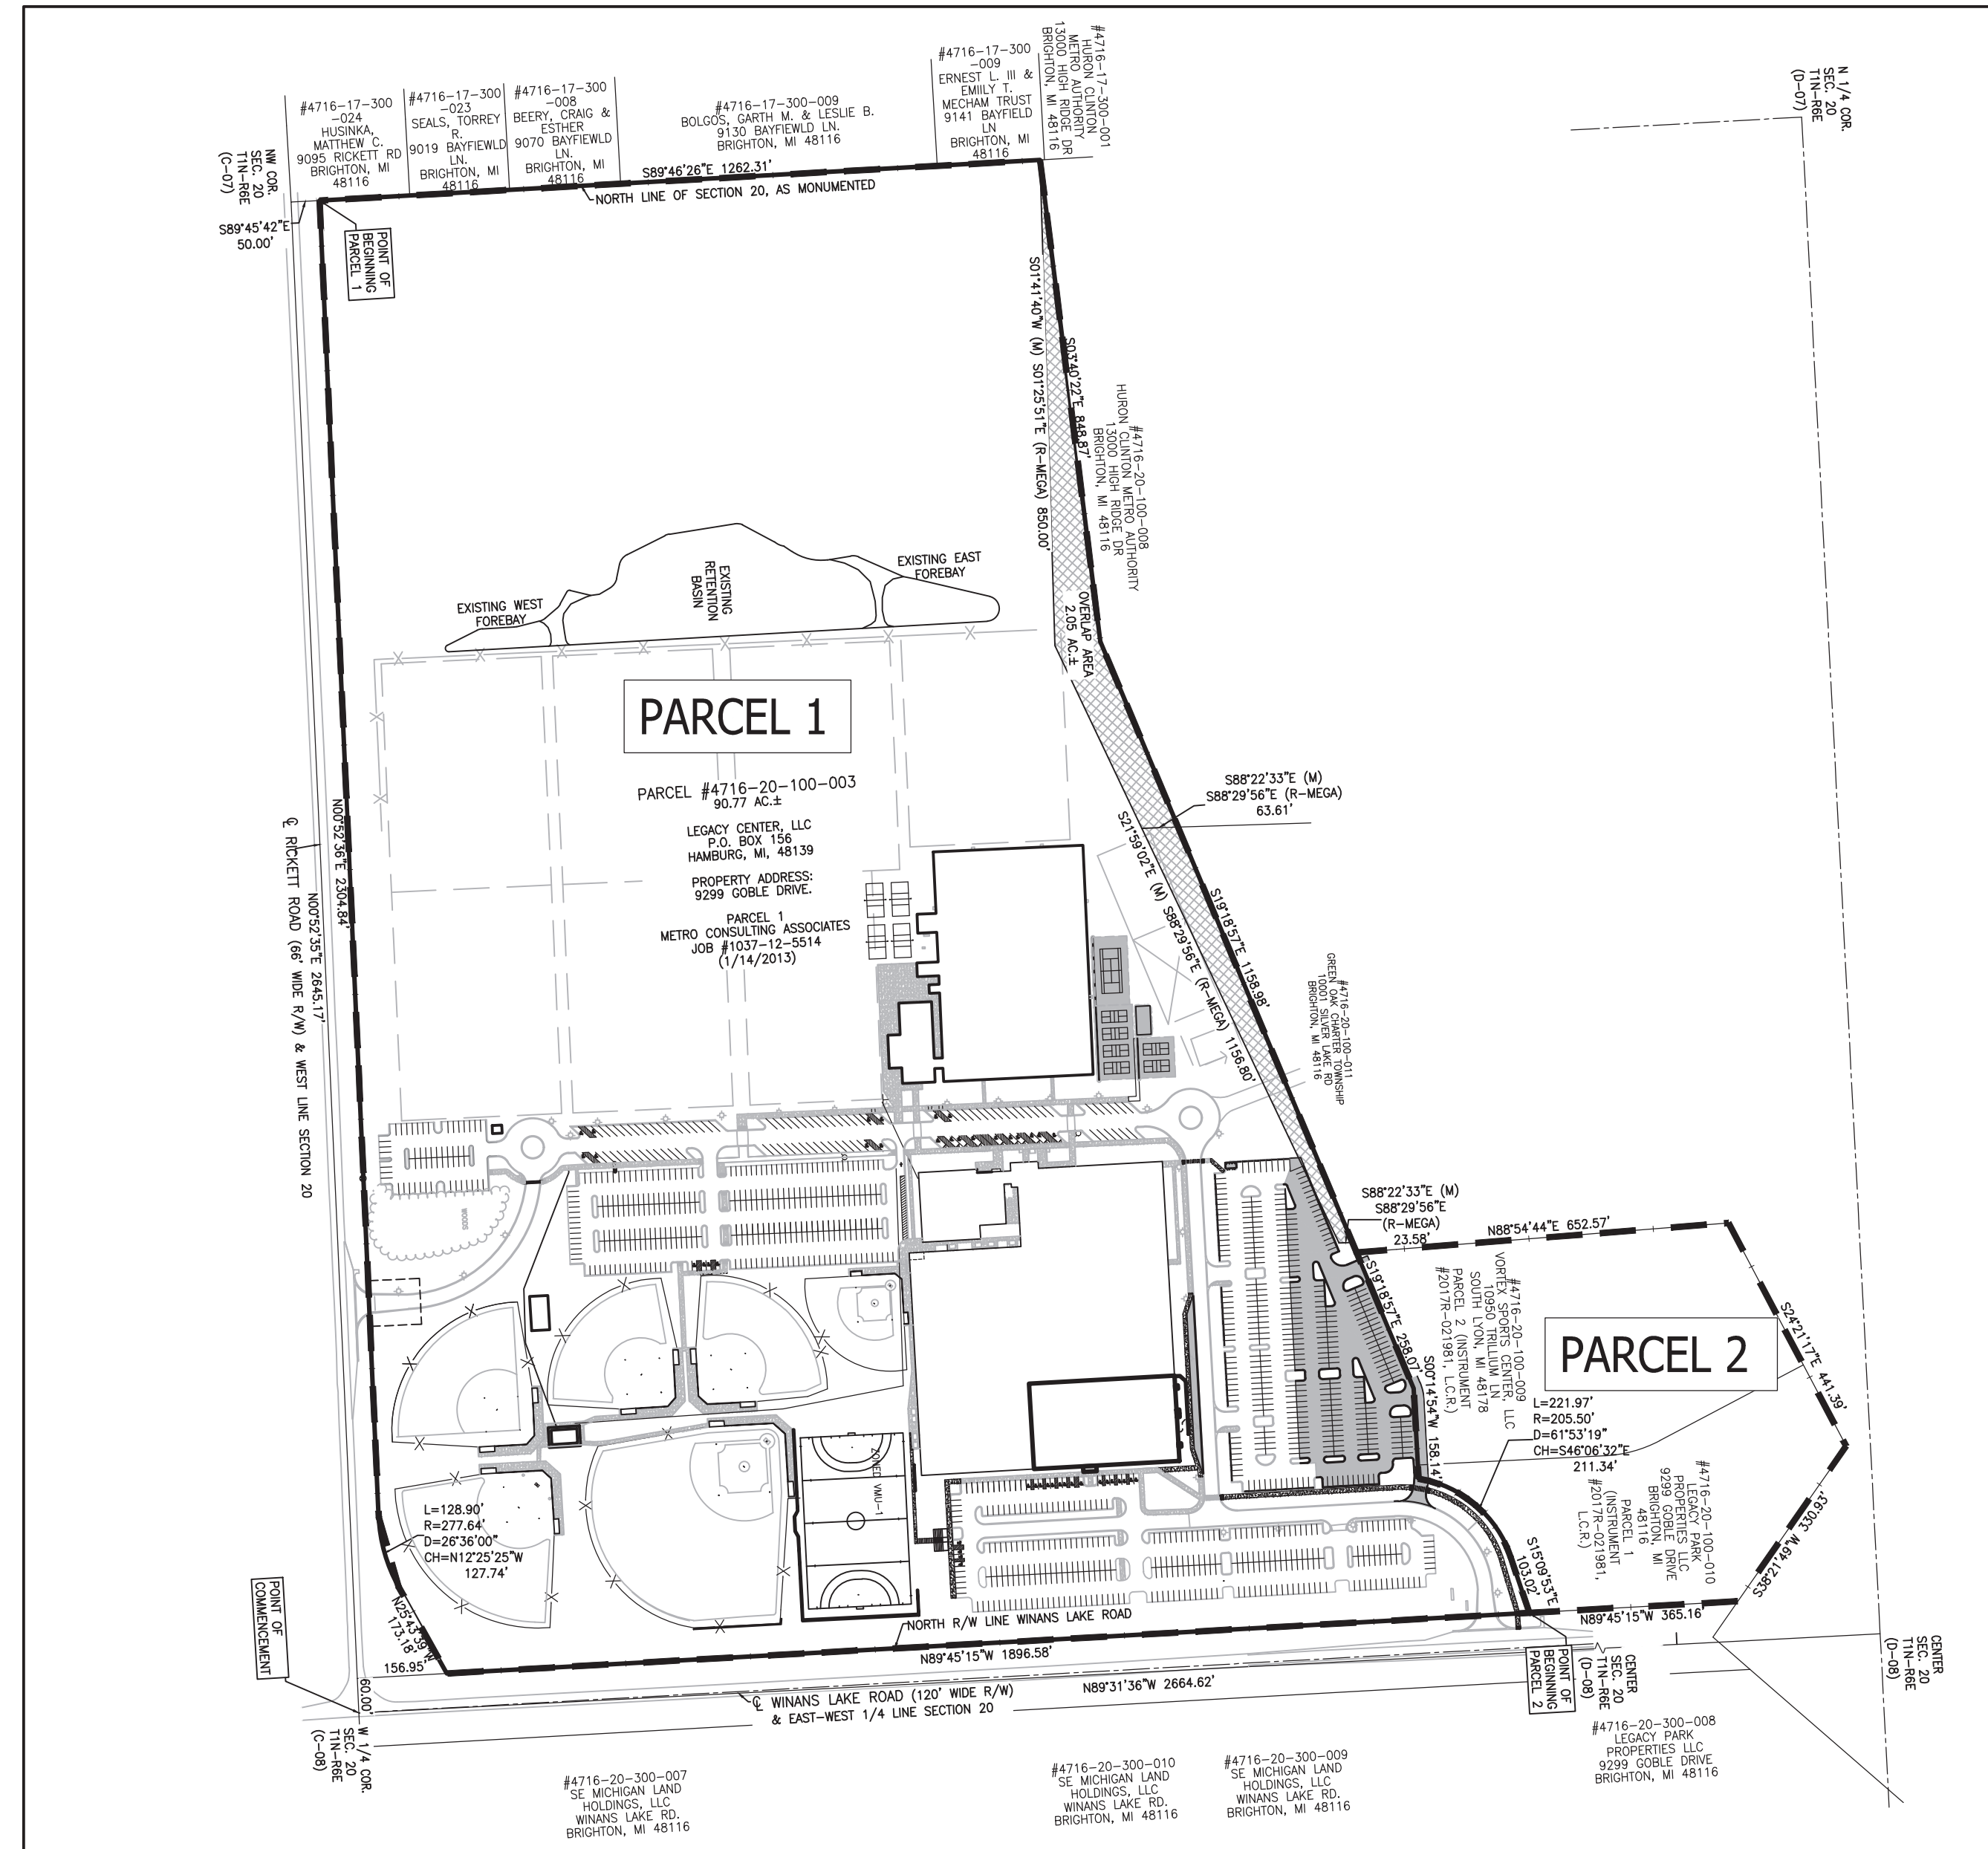 #4716-17-300
-024
HUSINKA,
MATTHEW C.
9095 RICKETT RD
BRIGHTON, MI
48116
#4716-17-300
-023
SEALS, TORREY
R.
9019 BAYFIEWLD
LN.
BRIGHTON, MI
48116
#4716-17-300
-008
BEERY, CRAIG &
ESTHER
9070 BAYFIEWLD
LN.
BRIGHTON, MI
48116
#4716-17-300-009
BOLGOS, GARTH M. & LESLIE B.
9130 BAYFIEWLD LN.
BRIGHTON, MI 48116
#4716-17-300
-009
ERNEST L. III &
EMILY T.
MECHAM TRUST
9141 BAYFIELD
LN
BRIGHTON, MI
48116
#4716-17-300-001
HURON CLINTON
METRO AUTHORITY
13000 HIGH RIDGE DR
BRIGHTON, MI 48116
N 1/4 COR.
SEC. 20
T1N-R6E
(D-07)
NW COR.
SEC. 20
T1N-R6E
(C-07)
S89°45'42"E
50.00'
S89°46'26"E 1262.31'
NORTH LINE OF SECTION 20, AS MONUMENTED
POINT OF
BEGINNING
PARCEL 1
S01°41'40"W (M) S01°25'51"E (R-MEGA) 850.00'
S03°40'22"E 848.87'
#4716-20-100-008
HURON CLINTON METRO AUTHORITY
13000 HIGH RIDGE DR
BRIGHTON, MI 48116
EXISTING WEST
FOREBAY
EXISTING
RETENTION
BASIN
EXISTING EAST
FOREBAY
OVERLAP AREA
2.05 AC.±
PARCEL 1
PARCEL #4716-20-100-003
90.77 AC.±
LEGACY CENTER, LLC
P.O. BOX 156
HAMBURG, MI, 48139
PROPERTY ADDRESS:
9299 GOBLE DRIVE.
PARCEL 1
METRO CONSULTING ASSOCIATES
JOB #1037-12-5514
(1/14/2013)
S88°22'33"E (M)
S88°29'56"E (R-MEGA)
63.61'
S21°59'02"E (M) S88°29'56"E (R-MEGA) 1156.80'
S19°18'57"E 1158.98'
N00°52'36"E 2304.84'
N00°52'35"E 2645.17'
℄ RICKETT ROAD (66' WIDE R/W) & WEST LINE SECTION 20
#4716-20-100-011
GREEN OAK CHARTER TOWNSHIP
10001 SILVER LAKE RD
BRIGHTON, MI 48116
WOODS
S88°22'33"E (M)
S88°29'56"E
(R-MEGA)
23.58'
N88°54'44"E 652.57'
S19°18'57"E 258.07'
#4716-20-100-009
VORTEX SPORTS CENTER, LLC
10950 TRILLIUM LN
SOUTH LYON, MI 48178
PARCEL 2 (INSTRUMENT
#2017R-021981, L.C.R.)
PARCEL 2
S24°21'17"E 441.39'
S00°14'54"W 158.14'
L=221.97'
R=205.50'
D=61°53'19"
CH=S46°06'32"E
211.34'
#4716-20-100-010
LEGACY PARK
PROPERTIES LLC
9299 GOBLE DRIVE
BRIGHTON, MI
48116
PARCEL 1
(INSTRUMENT
#2017R-021981,
L.C.R.)
S38°21'49"W 330.93'
S15°09'53"E
103.02'
N89°45'15"W 365.16'
ZONED VMU-1
L=128.90'
R=277.64'
D=26°36'00"
CH=N12°25'25"W
127.74'
N25°43'39"W
173.18'
156.95'
60.00'
POINT OF
COMMENCEMENT
NORTH R/W LINE WINANS LAKE ROAD
N89°45'15"W 1896.58'
℄ WINANS LAKE ROAD (120' WIDE R/W)
& EAST-WEST 1/4 LINE SECTION 20
N89°31'36"W 2664.62'
POINT OF
BEGINNING
PARCEL 2
CENTER
SEC. 20
T1N-R6E
(D-08)
CENTER
SEC. 20
T1N-R6E
(D-08)
W 1/4 COR.
SEC. 20
T1N-R6E
(C-08)
#4716-20-300-007
SE MICHIGAN LAND
HOLDINGS, LLC
WINANS LAKE RD.
BRIGHTON, MI 48116
#4716-20-300-010
SE MICHIGAN LAND
HOLDINGS, LLC
WINANS LAKE RD.
BRIGHTON, MI 48116
#4716-20-300-009
SE MICHIGAN LAND
HOLDINGS, LLC
WINANS LAKE RD.
BRIGHTON, MI 48116
#4716-20-300-008
LEGACY PARK
PROPERTIES LLC
9299 GOBLE DRIVE
BRIGHTON, MI 48116